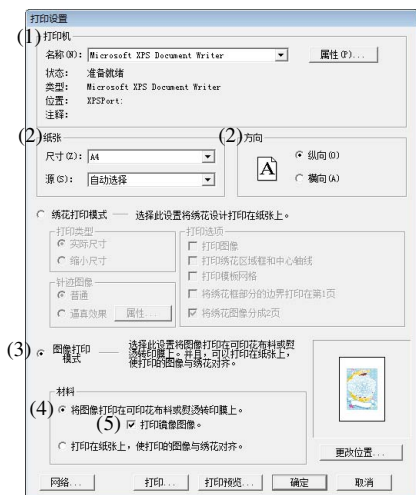 打印设置
(1) 打印机
名称(N): Microsoft XPS Document Writer 属性(P)...
状态: 准备就绪
类型: Microsoft XPS Document Writer
位置: XPSPort:
注释:
(2) 纸张 (2) 方向
尺寸(Z): A4 纵向(O)
源(S): 自动选择 A 横向(A)
绣花打印模式 —— 选择此设置将绣花设计打印在纸张上。
打印类型 打印选项
实际尺寸 打印图像
缩小尺寸 打印绣花区域框和中心轴线
打印模板网格
针迹图像 将绣花框部分的边界打印在第1页
普通
逼真效果 属性... 将绣花图像分成2页
(3) 图像打印模式 —— 选择此设置将图像打印在可印花布料或熨烫转印膜上。并且，可以打印在纸张上，使打印的图像与绣花对齐。
材料
(4) 将图像打印在可印花布料或熨烫转印膜上。
(5) 打印镜像图像。
打印在纸张上，使打印的图像与绣花对齐。
更改位置...
网络... 打印... 打印预览... 确定 取消